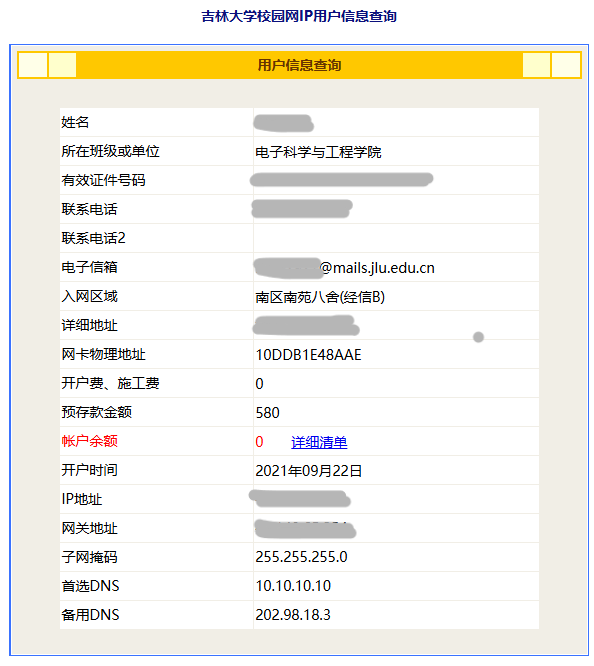 吉林大学校园网IP用户信息查询
用户信息查询
姓名
所在班级或单位 电子科学与工程学院
有效证件号码
联系电话
联系电话2
电子信箱 @mails.jlu.edu.cn
入网区域 南区南苑八舍(经信B)
详细地址
网卡物理地址 10DDB1E48AAE
开户费、施工费 0
预存款金额 580
帐户余额 0 详细清单
开户时间 2021年09月22日
IP地址
网关地址
子网掩码 255.255.255.0
首选DNS 10.10.10.10
备用DNS 202.98.18.3